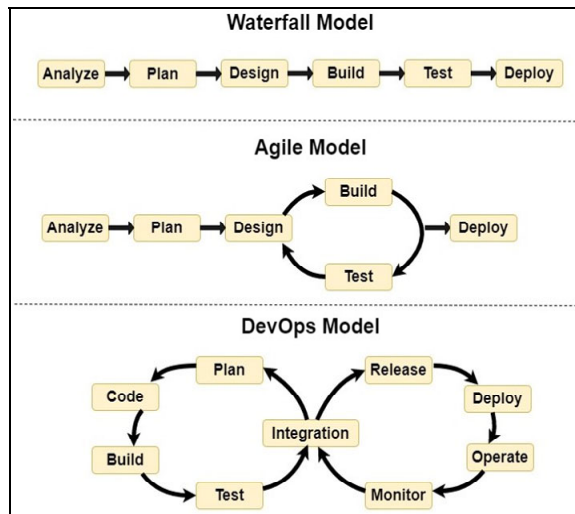 Waterfall Model
Analyze Plan Design Build Test Deploy
Agile Model
Build
Analyze Plan Design Deploy
Test
DevOps Model
Plan Release
Code Deploy
Integration
Build Operate
Test Monitor